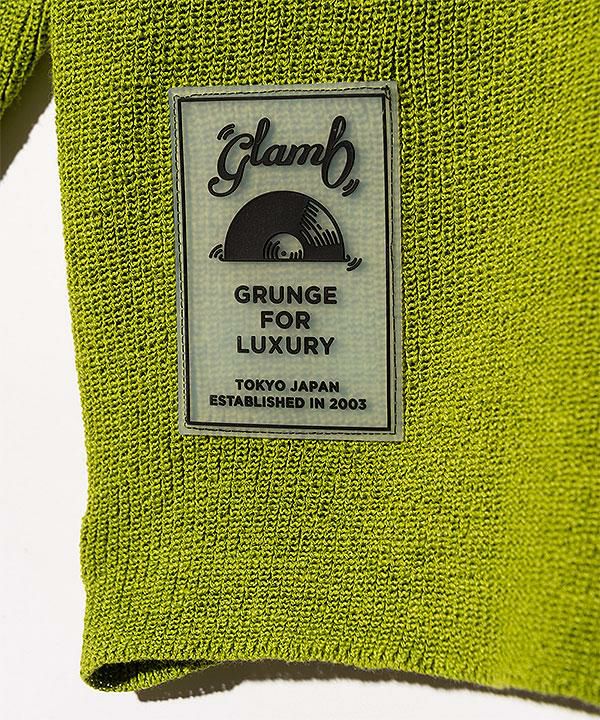 glamb
GRUNGE
FOR
LUXURY
TOKYO JAPAN
ESTABLISHED IN 2003